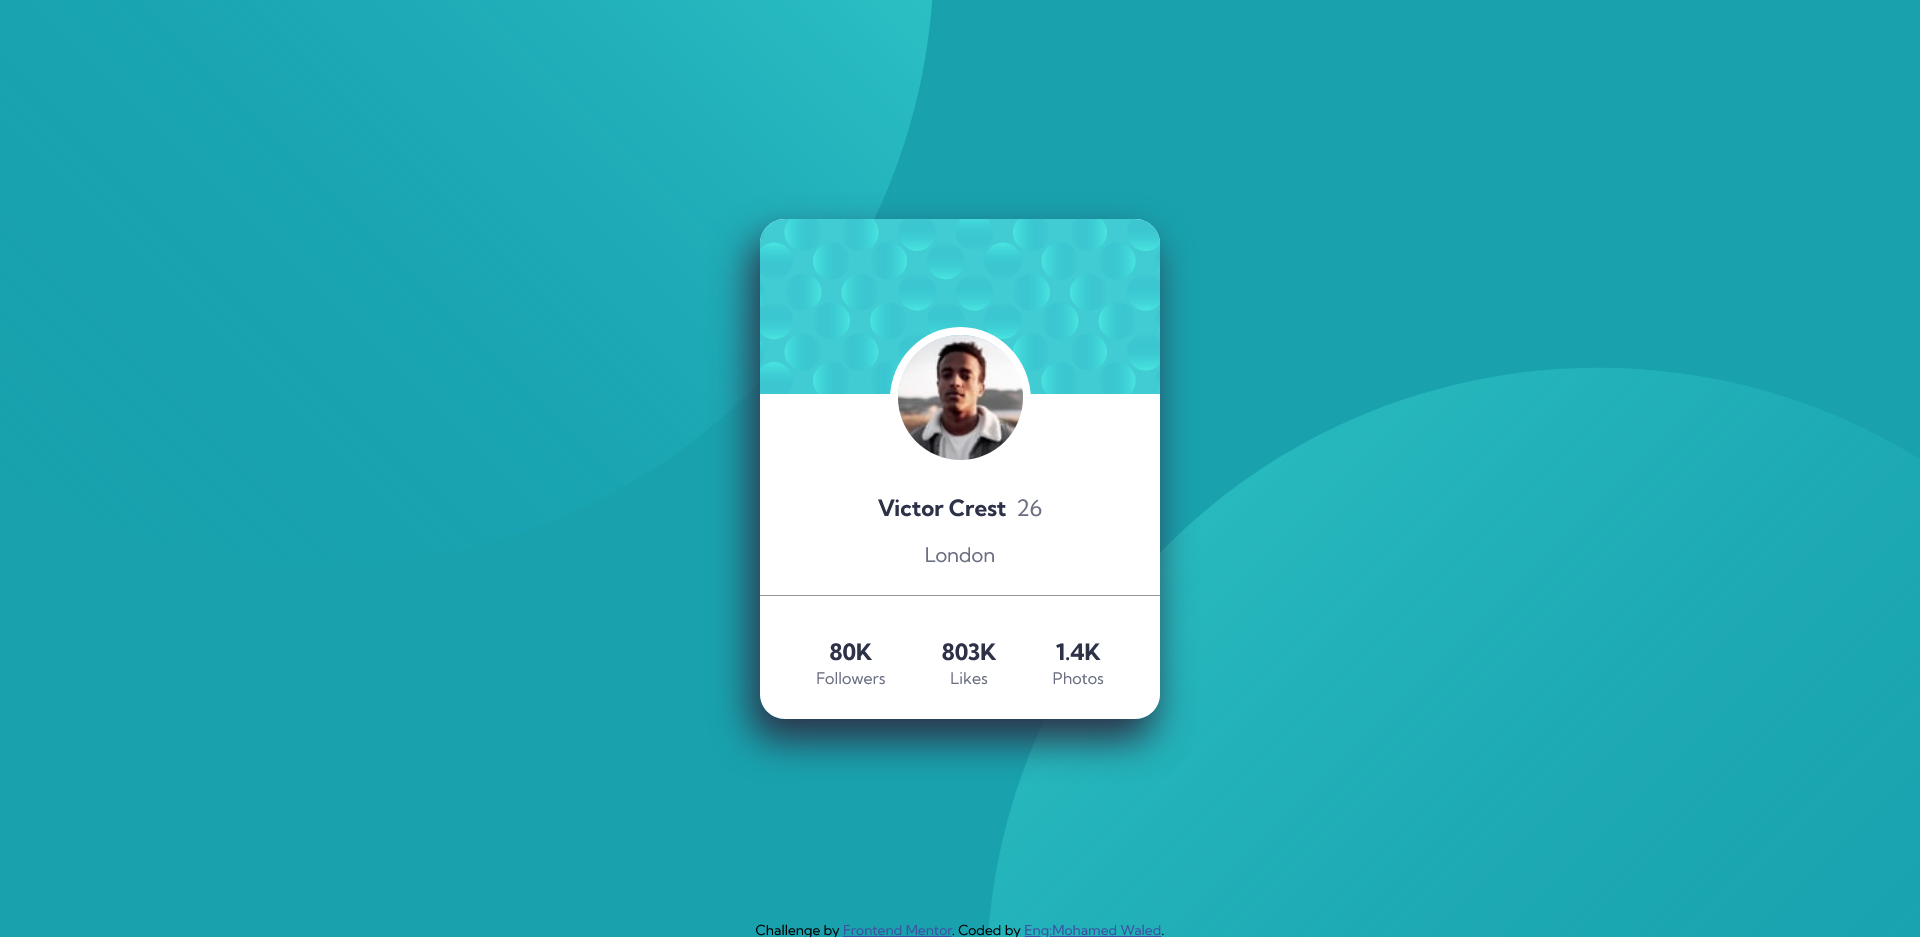 Victor Crest 26
London
80K 803K 1.4K
Followers Likes Photos
Challenge by Frontend Mentor. Coded by Eng:Mohamed Waled.